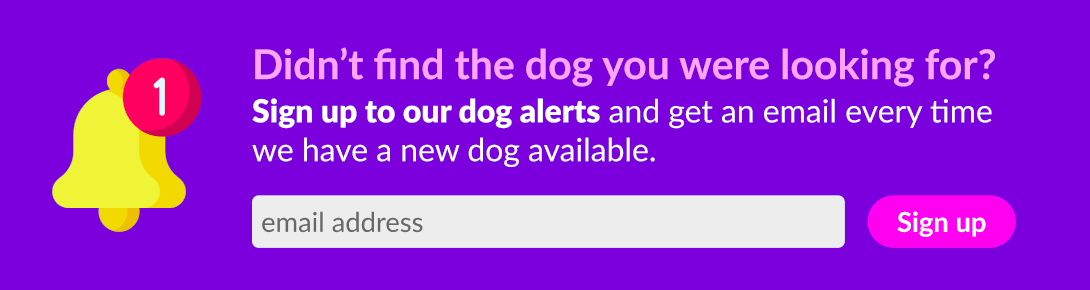 1
Didn’t find the dog you were looking for?
Sign up to our dog alerts and get an email every time
we have a new dog available.
email address
Sign up